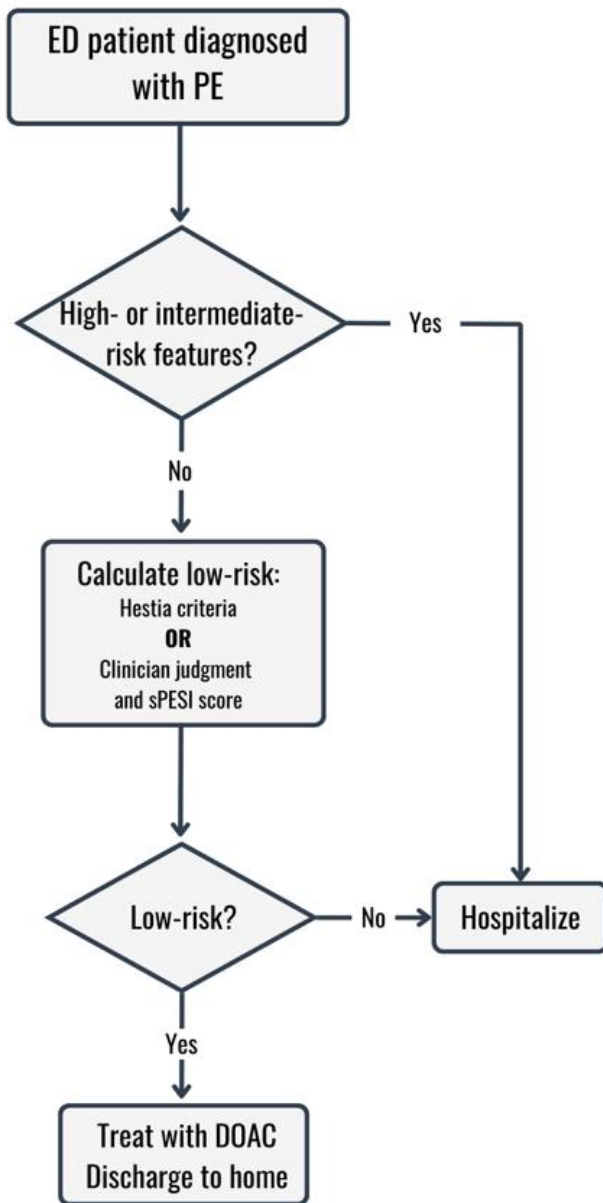 ED patient diagnosed
with PE
High- or intermediate-
risk features?
Yes
No
Calculate low-risk:
Hestia criteria
OR
Clinician judgment
and sPESI score
Low-risk?
No
Hospitalize
Yes
Treat with DOAC
Discharge to home